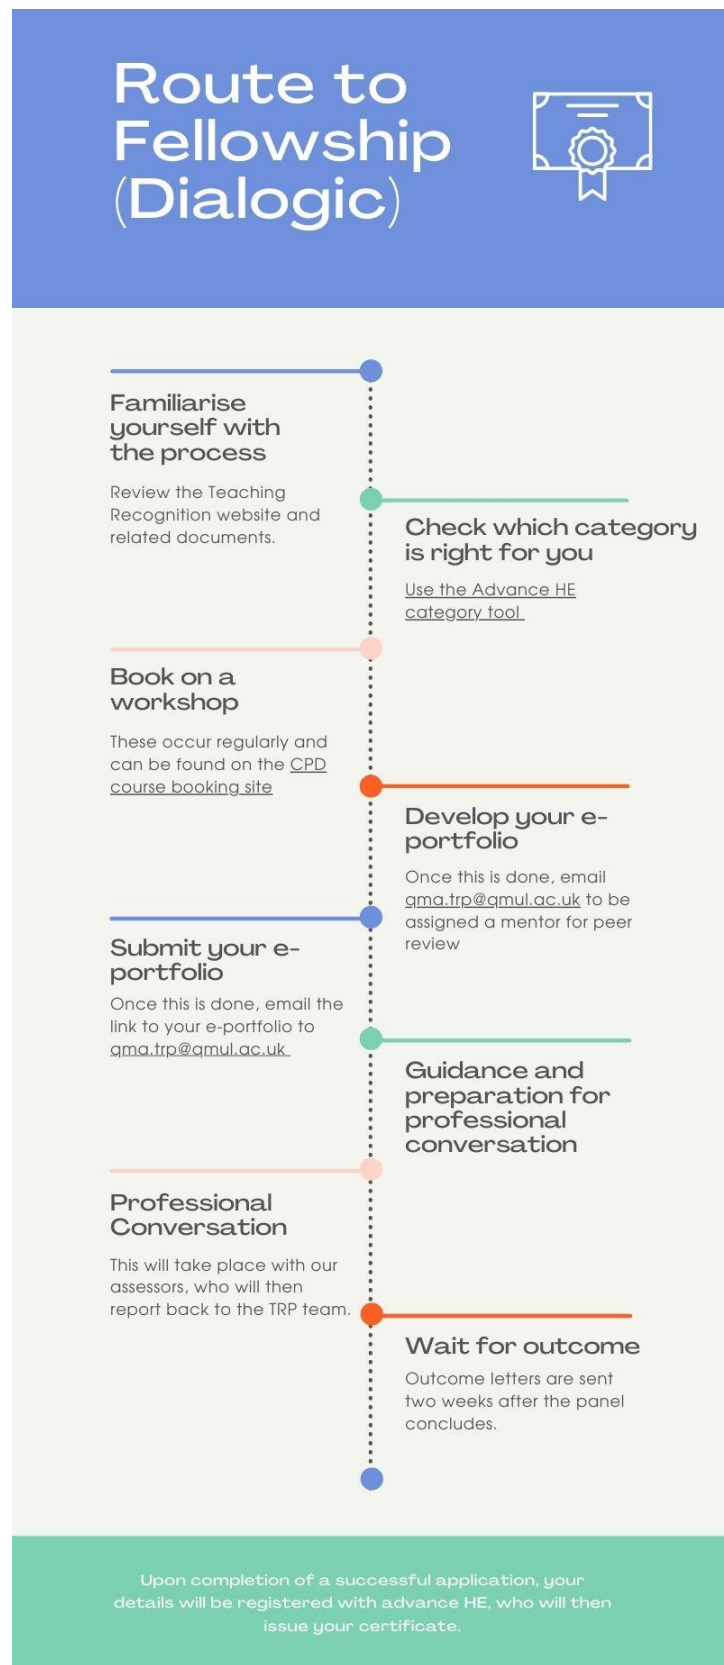 Route to
Fellowship
(Dialogic)
Familiarise
yourself with
the process
Review the Teaching
Recognition website and
related documents.
Check which category
is right for you
Use the Advance HE
category tool
Book on a
workshop
These occur regularly and
can be found on the CPD
course booking site
Develop your e-
portfolio
Once this is done, email
qma.trp@qmul.ac.uk to be
assigned a mentor for peer
review
Submit your e-
portfolio
Once this is done, email the
link to your e-portfolio to
qma.trp@qmul.ac.uk
Guidance and
preparation for
professional
conversation
Professional
Conversation
This will take place with our
assessors, who will then
report back to the TRP team.
Wait for outcome
Outcome letters are sent
two weeks after the panel
concludes.
Upon completion of a successful application, your
details will be registered with advance HE, who will then
issue your certificate.